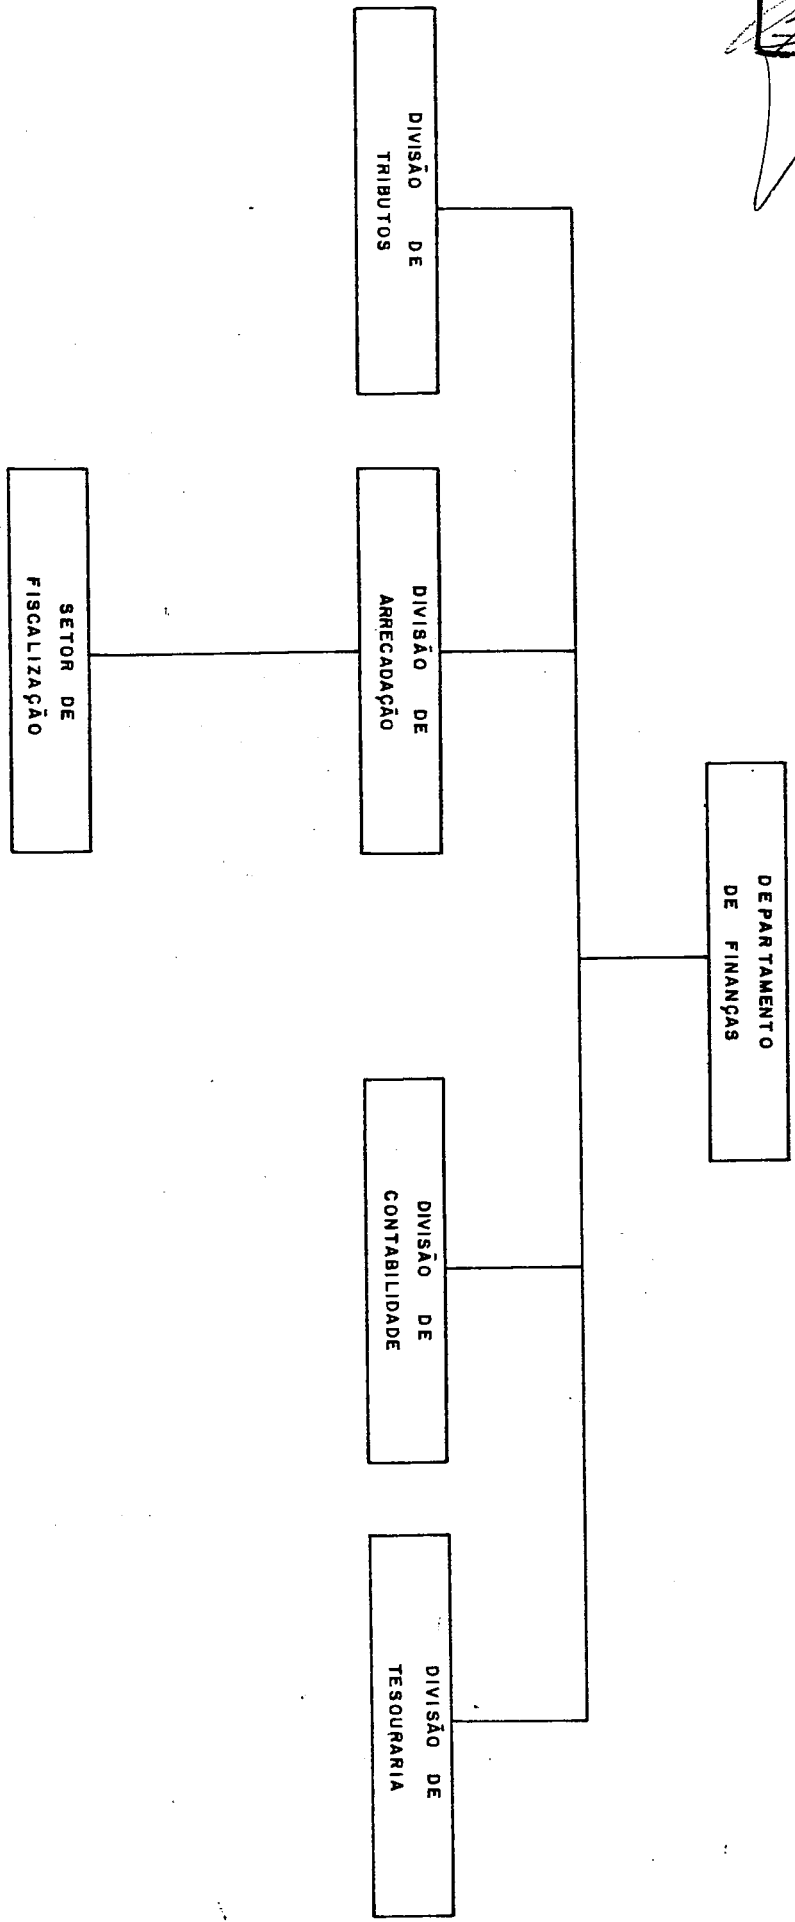 DEPARTAMENTO
DE FINANÇAS
DIVISÃO DE
TRIBUTOS
DIVISÃO DE
ARRECADAÇÃO
DIVISÃO DE
CONTABILIDADE
DIVISÃO DE
TESOURARIA
SETOR DE
FISCALIZAÇÃO